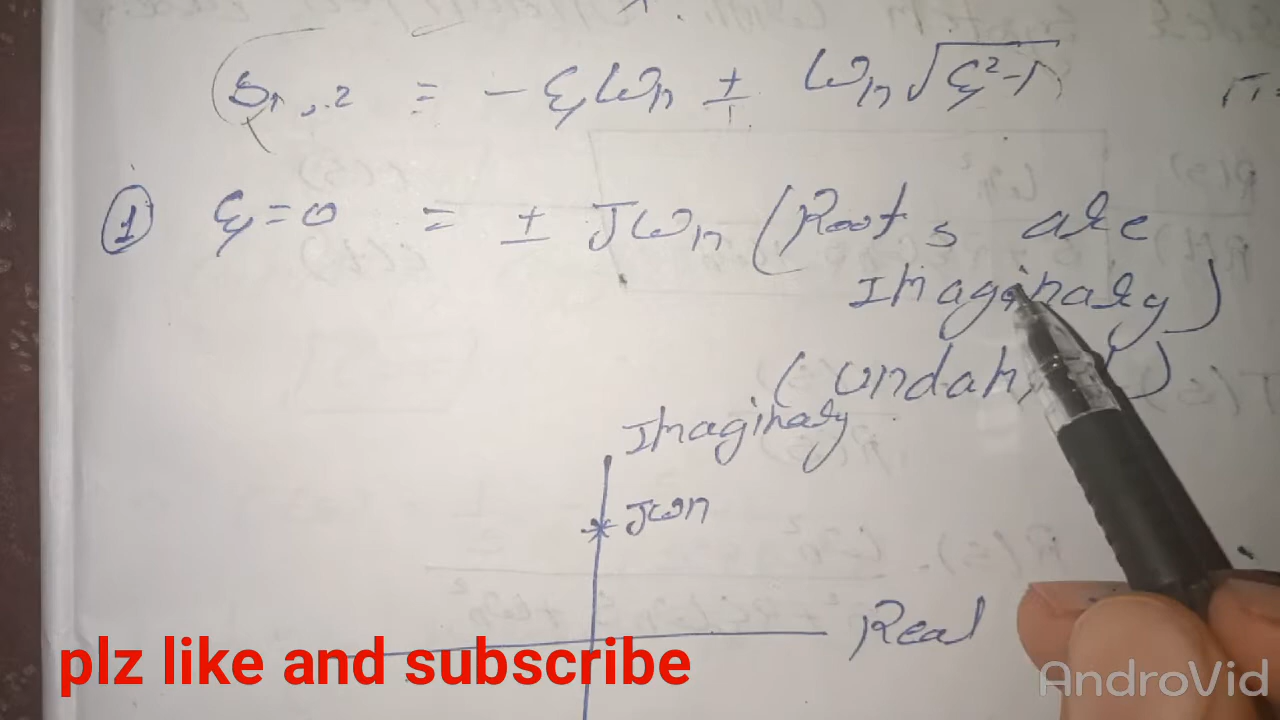 S₁,₂ = - ξωn ± ωn√ξ²-1
① ξ=0 = ± Jωn (Roots are
Imaginary)
Imaginary
Jωn
Real
plz like and subscribe
AndroVid